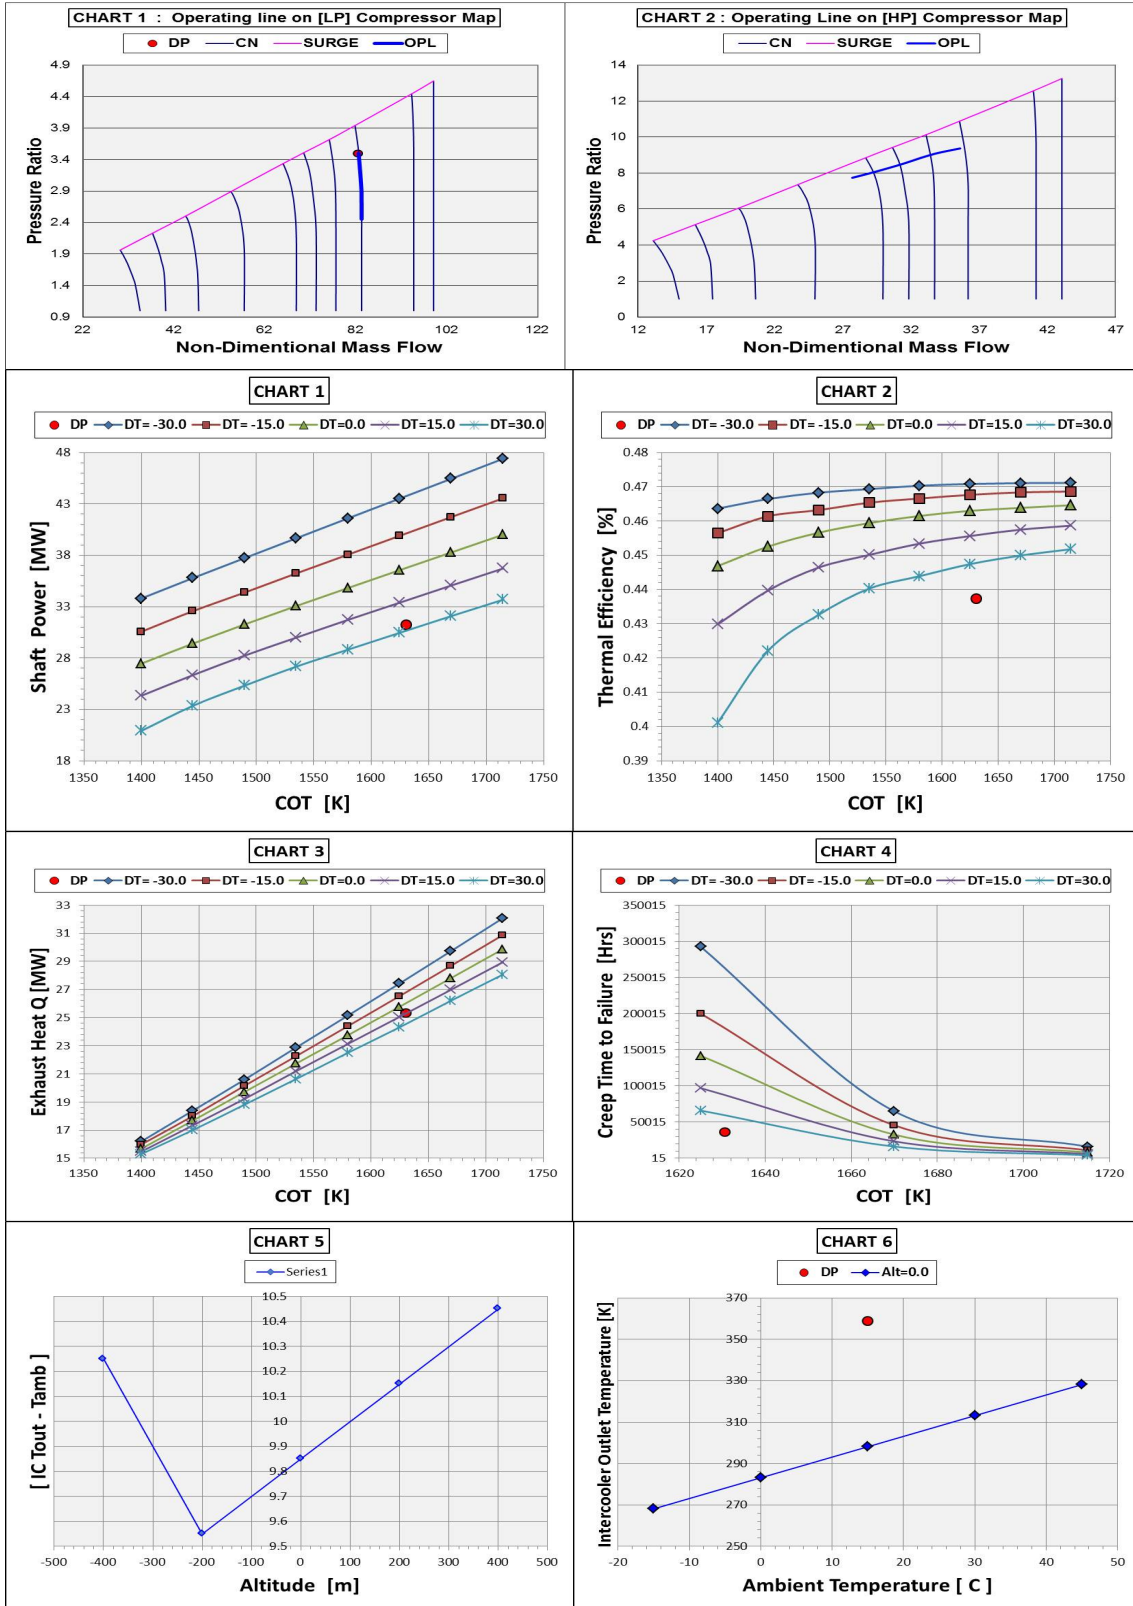 CHART 1 : Operating line on [LP] Compressor Map
DP CN SURGE OPL
4.9
4.4
3.9
3.4
2.9
2.4
1.9
1.4
0.9
Pressure Ratio
22 42 62 82 102 122
Non-Dimentional Mass Flow
CHART 2 : Operating Line on [HP] Compressor Map
CN SURGE OPL
14
12
10
8
6
4
2
0
Pressure Ratio
12 17 22 27 32 37 42 47
Non-Dimentional Mass Flow
CHART 1
DP DT= -30.0 DT= -15.0 DT=0.0 DT=15.0 DT=30.0
48
43
38
33
28
23
18
Shaft Power [MW]
1350 1400 1450 1500 1550 1600 1650 1700 1750
COT [K]
CHART 2
DP DT= -30.0 DT= -15.0 DT=0.0 DT=15.0 DT=30.0
0.48
0.47
0.46
0.45
0.44
0.43
0.42
0.41
0.4
0.39
Thermal Efficiency [%]
1350 1400 1450 1500 1550 1600 1650 1700 1750
COT [K]
CHART 3
DP DT= -30.0 DT= -15.0 DT=0.0 DT=15.0 DT=30.0
33
31
29
27
25
23
21
19
17
15
Exhaust Heat Q [MW]
1350 1400 1450 1500 1550 1600 1650 1700 1750
COT [K]
CHART 4
DP DT= -30.0 DT= -15.0 DT=0.0 DT=15.0 DT=30.0
350015
300015
250015
200015
150015
100015
50015
15
Creep Time to Failure [Hrs]
1620 1640 1660 1680 1700 1720
COT [K]
CHART 5
Series1
10.5
10.4
10.3
10.2
10.1
10
9.9
9.8
9.7
9.6
9.5
[ IC Tout - Tamb ]
-500 -400 -300 -200 -100 0 100 200 300 400 500
Altitude [m]
CHART 6
DP Alt=0.0
370
350
330
310
290
270
250
Intercooler Outlet Temperature [K]
-20 -10 0 10 20 30 40 50
Ambient Temperature [ C ]